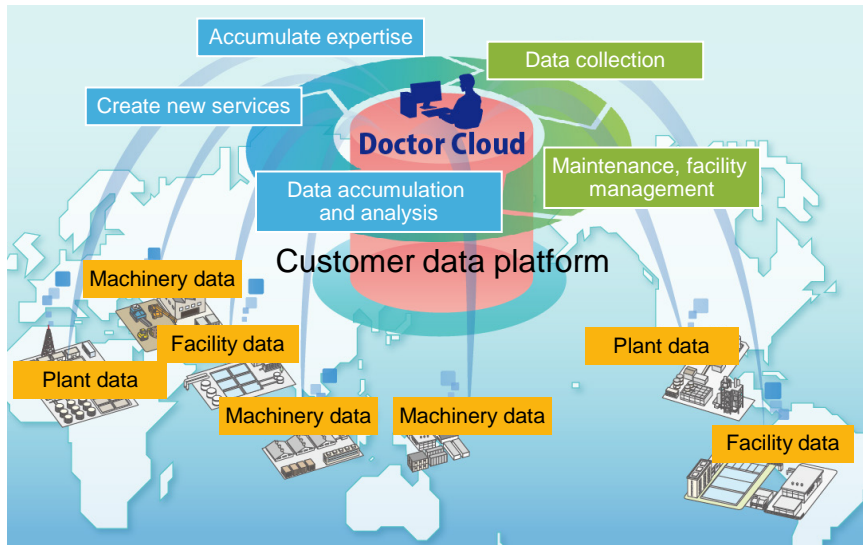 Accumulate expertise
Data collection
Create new services
Doctor Cloud
Maintenance, facility
management
Data accumulation
and analysis
Customer data platform
Machinery data
Facility data
Plant data
Plant data
Machinery data
Machinery data
Facility data